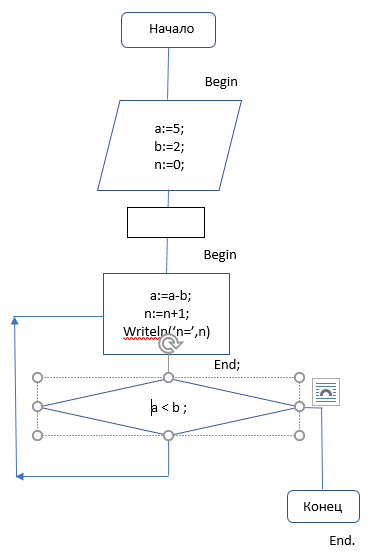 Начало
Begin
a:=5;
b:=2;
n:=0;
Begin
a:=a-b;
n:=n+1;
Writeln(‘n=’,n)
End;
a < b ;
Конец
End.